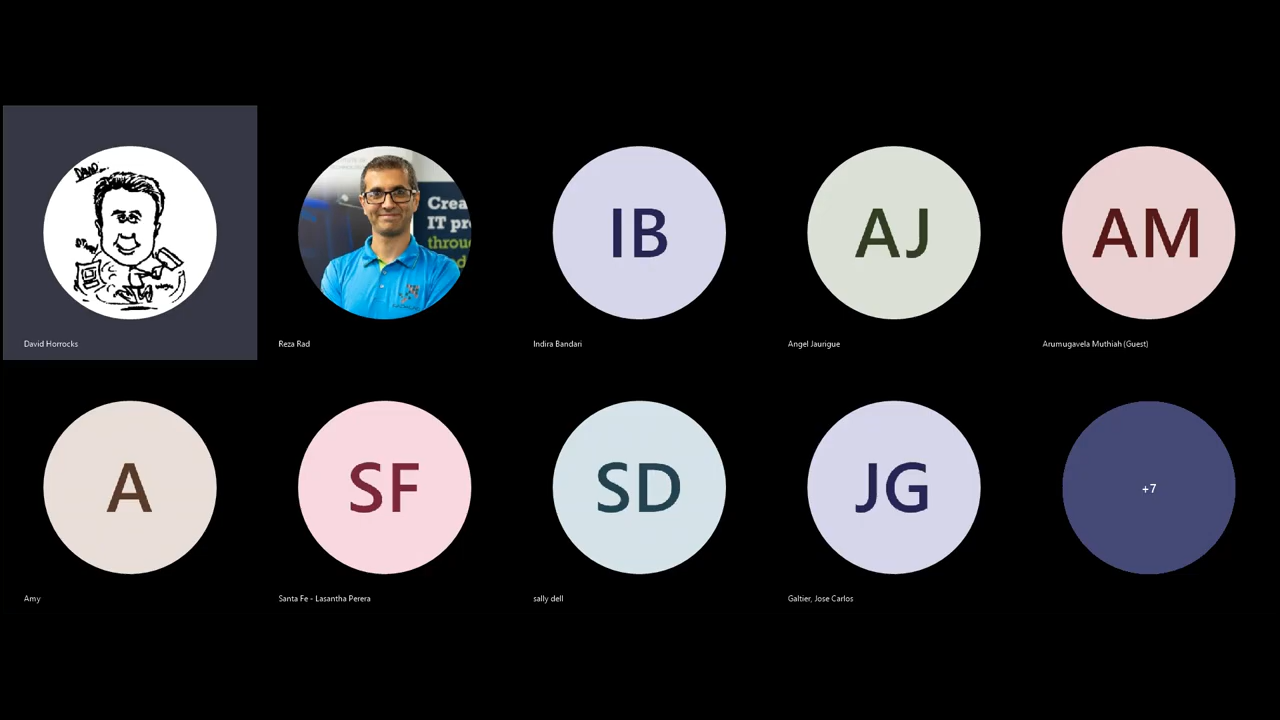 DAVID
Crea
IT pr
throu
IB
AJ
AM
David Horrocks
Reza Rad
Indira Bandari
Angel Jaurigue
Arumugavela Muthiah (Guest)
A
SF
SD
JG
+7
Amy
Santa Fe - Lasantha Perera
sally dell
Galtier, Jose Carlos